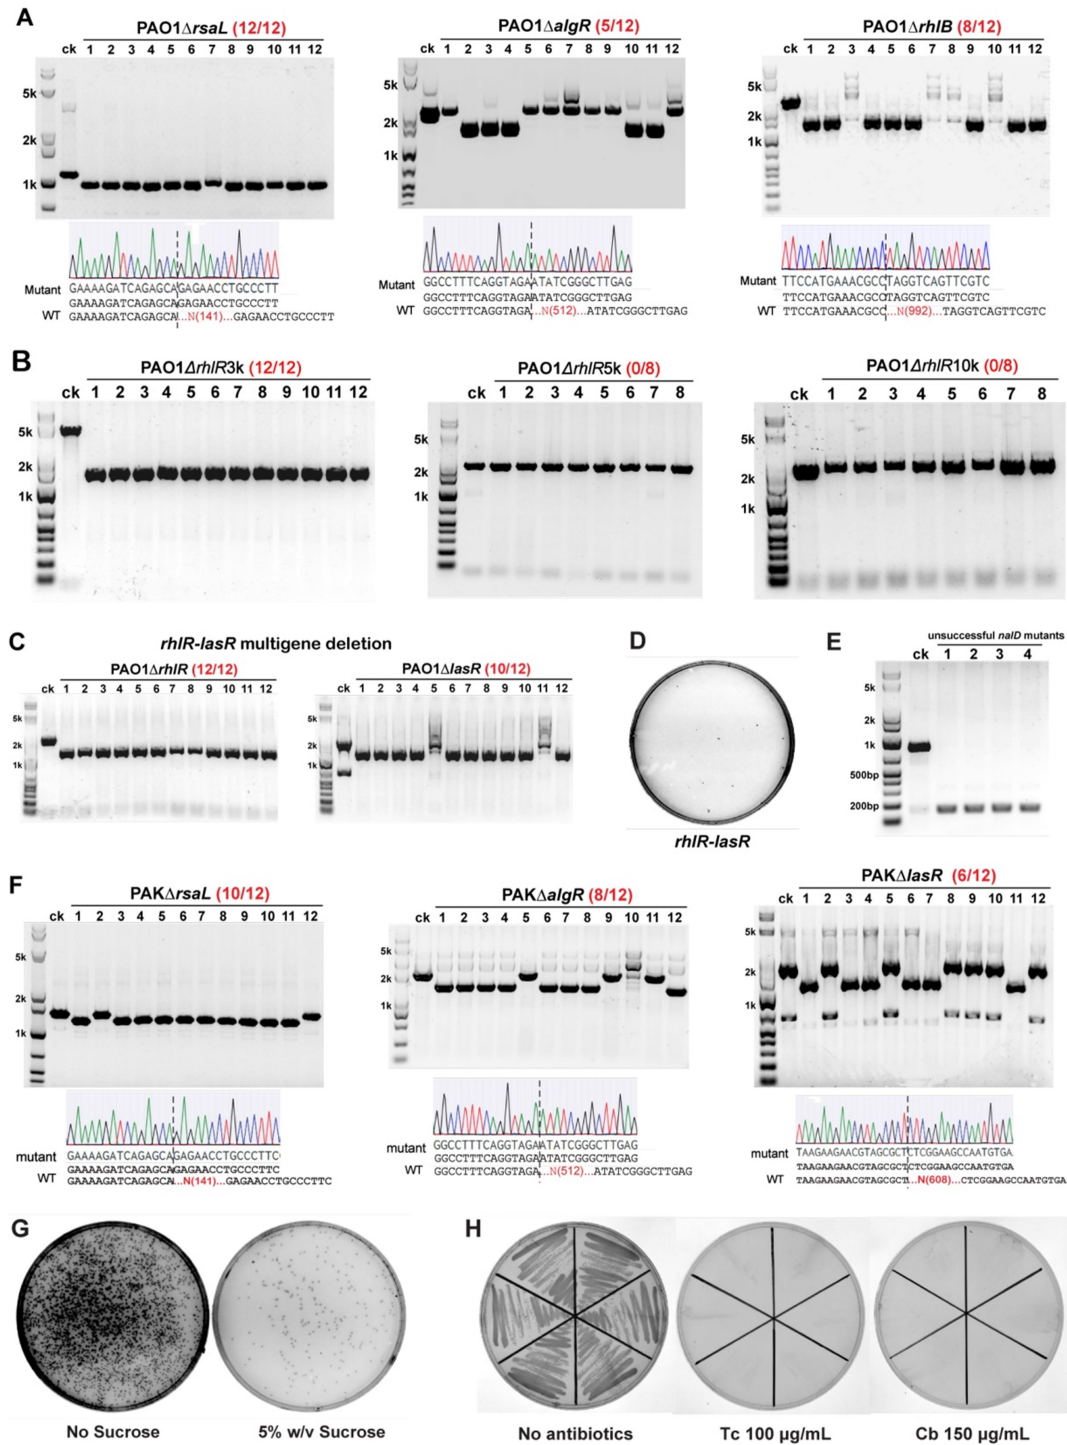 A
PAO1ΔrsaL (12/12)
ck 1 2 3 4 5 6 7 8 9 10 11 12
5k
2k
1k
Mutant GAAAAGATCAGAGCAGAGAACCTGCCCTT
GAAAAGATCAGAGCAGAGAACCTGCCCTT
WT GAAAAGATCAGAGCA...N(141)...GAGAACCTGCCCTT
PAO1ΔalgR (5/12)
ck 1 2 3 4 5 6 7 8 9 10 11 12
5k
2k
1k
Mutant GGCCTTTCAGGTAGAATATCGGGCTTGAG
GGCCTTTCAGGTAGAATATCGGGCTTGAG
WT GGCCTTTCAGGTAGA...N(512)...ATATCGGGCTTGAG
PAO1ΔrhlB (8/12)
ck 1 2 3 4 5 6 7 8 9 10 11 12
5k
2k
1k
Mutant TTCCATGAAACGCCTAGGTCAGTTCGTC
TTCCATGAAACGCCTAGGTCAGTTCGTC
WT TTCCATGAAACGCC...N(992)...TAGGTCAGTTCGTC
B
PAO1ΔrhlR3k (12/12)
ck 1 2 3 4 5 6 7 8 9 10 11 12
5k
2k
1k
PAO1ΔrhlR5k (0/8)
ck 1 2 3 4 5 6 7 8
5k
2k
1k
PAO1ΔrhlR10k (0/8)
ck 1 2 3 4 5 6 7 8
5k
2k
1k
C
rhlR-lasR multigene deletion
PAO1ΔrhlR (12/12)
ck 1 2 3 4 5 6 7 8 9 10 11 12
5k
2k
1k
PAO1ΔlasR (10/12)
ck 1 2 3 4 5 6 7 8 9 10 11 12
5k
2k
1k
D
rhlR-lasR
E
unsuccessful nalD mutants
ck 1 2 3 4
5k
2k
1k
500bp
200bp
F
PAKΔrsaL (10/12)
ck 1 2 3 4 5 6 7 8 9 10 11 12
5k
2k
1k
mutant GAAAAGATCAGAGCAGAGAACCTGCCCTTC
GAAAAGATCAGAGCAGAGAACCTGCCCTTC
WT GAAAAGATCAGAGCA...N(141)...GAGAACCTGCCCTTC
PAKΔalgR (8/12)
ck 1 2 3 4 5 6 7 8 9 10 11 12
5k
2k
1k
mutant GGCCTTTCAGGTAGAATATCGGGCTTGAG
GGCCTTTCAGGTAGAATATCGGGCTTGAG
WT GGCCTTTCAGGTAGA...N(512)...ATATCGGGCTTGAG
PAKΔlasR (6/12)
ck 1 2 3 4 5 6 7 8 9 10 11 12
5k
2k
1k
mutant TAAGAAGAACGTAGCGCTCTCGGAAGCCAATGTGA
TAAGAAGAACGTAGCGCTCTCGGAAGCCAATGTGA
WT TAAGAAGAACGTAGCGCT...N(608)...CTCGGAAGCCAATGTGA
G
No Sucrose
5% w/v Sucrose
H
No antibiotics
Tc 100 μg/mL
Cb 150 μg/mL